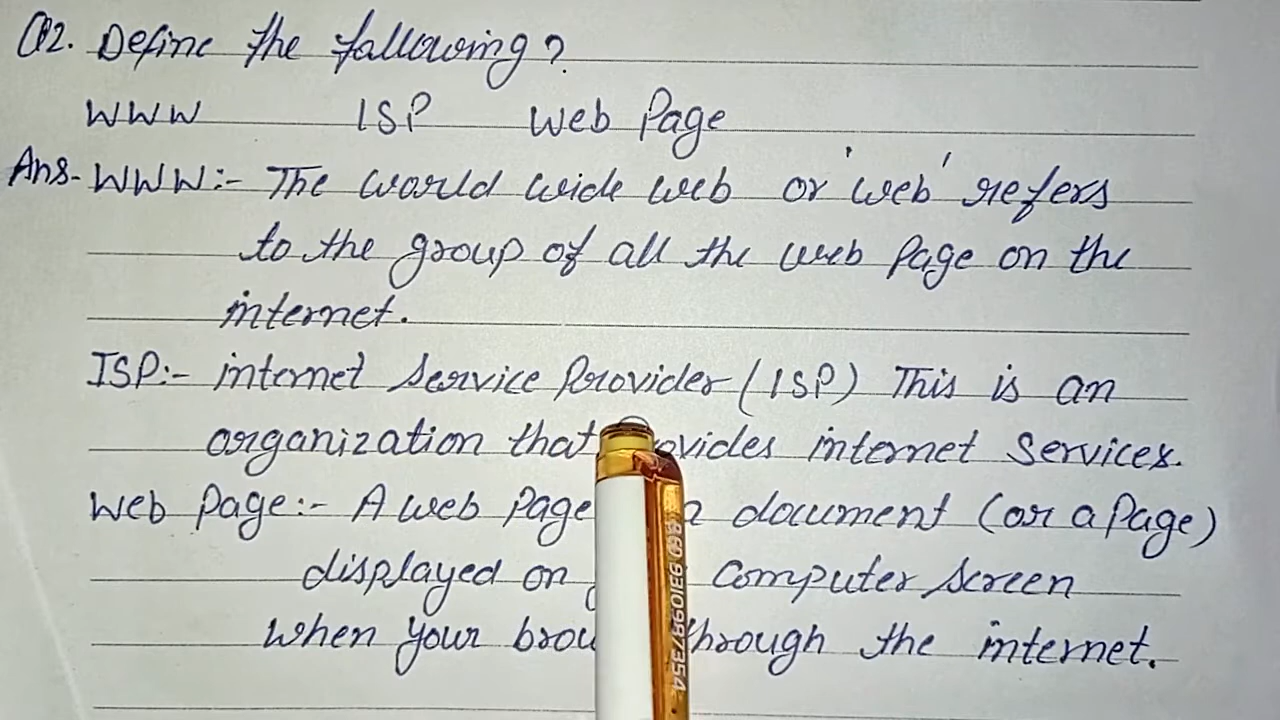 Q2. Define the following?
WWW ISP Web Page
Ans- WWW:- The world wide web or 'web' refers
to the group of all the web Page on the
internet.
ISP:- internet Service Provider (ISP) This is an
organization that ovides internet Services.
Web Page:- A web Page a document (or a Page)
displayed on computer Screen
when your brow through the internet.